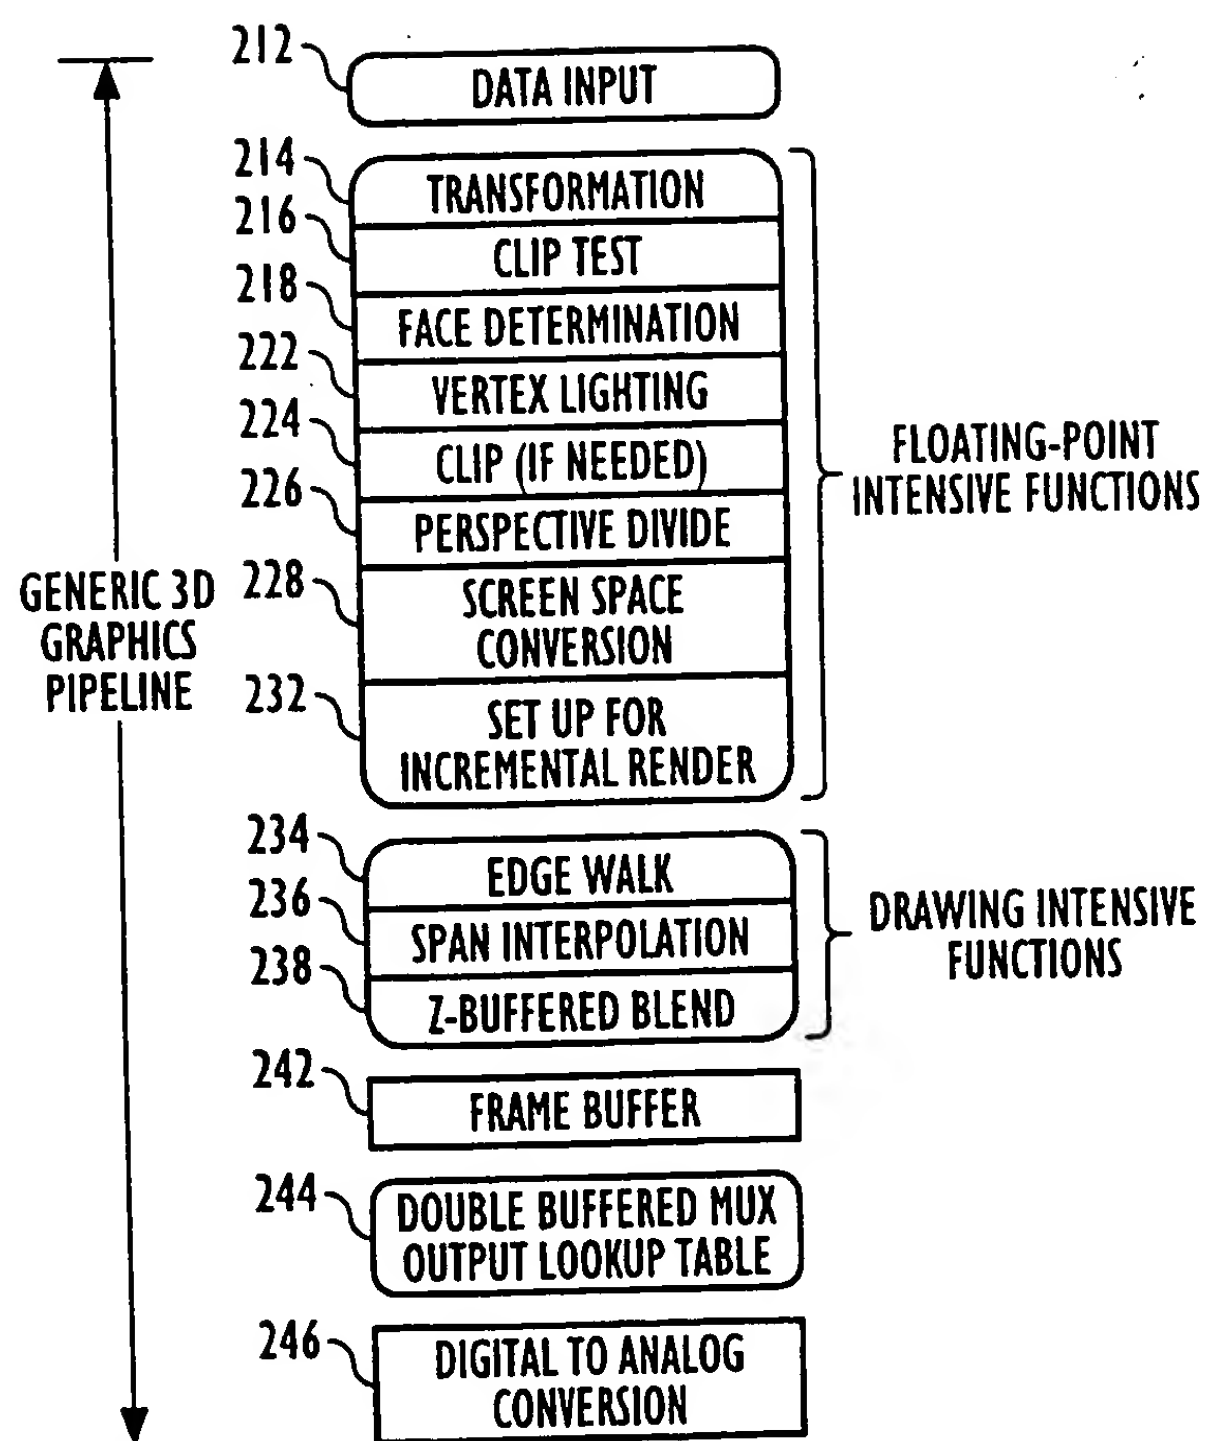 212
DATA INPUT
214
TRANSFORMATION
216
CLIP TEST
218
FACE DETERMINATION
222
VERTEX LIGHTING
224
CLIP (IF NEEDED)
226
PERSPECTIVE DIVIDE
228
SCREEN SPACE
CONVERSION
232
SET UP FOR
INCREMENTAL RENDER
FLOATING-POINT
INTENSIVE FUNCTIONS
GENERIC 3D
GRAPHICS
PIPELINE
234
EDGE WALK
236
SPAN INTERPOLATION
238
Z-BUFFERED BLEND
DRAWING INTENSIVE
FUNCTIONS
242
FRAME BUFFER
244
DOUBLE BUFFERED MUX
OUTPUT LOOKUP TABLE
246
DIGITAL TO ANALOG
CONVERSION